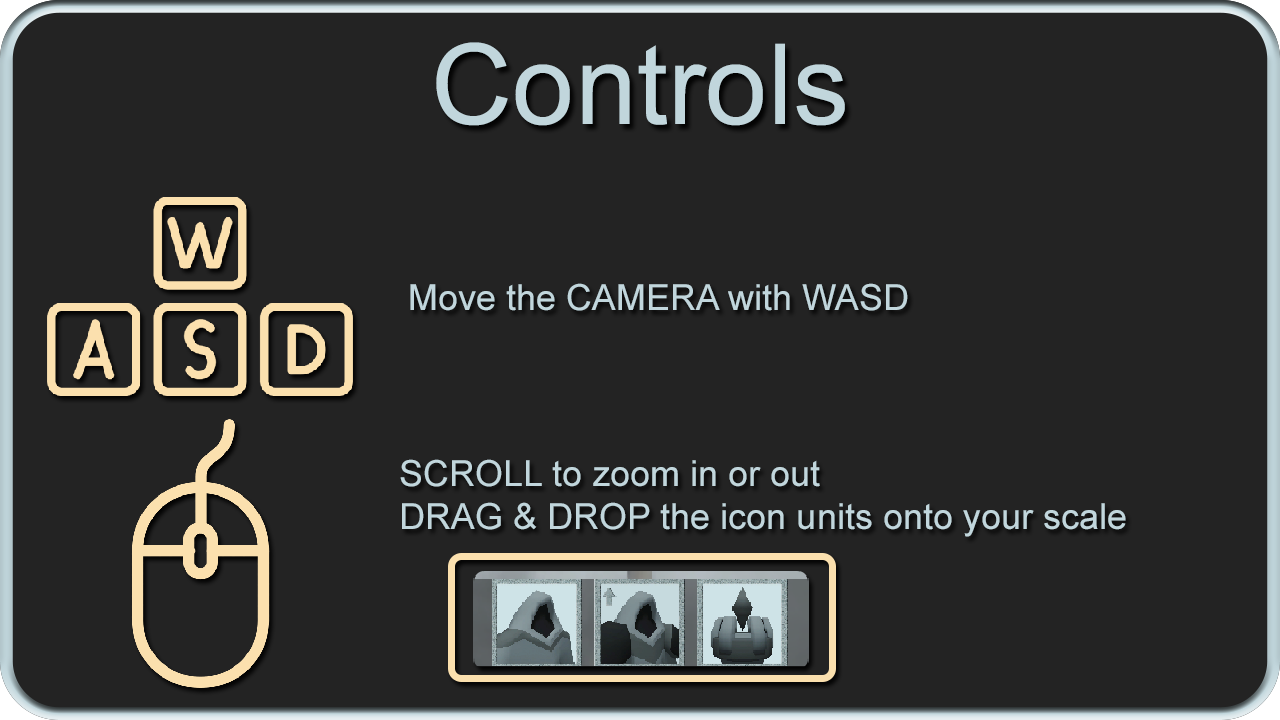 Controls
W
A S D
Move the CAMERA with WASD
SCROLL to zoom in or out
DRAG & DROP the icon units onto your scale